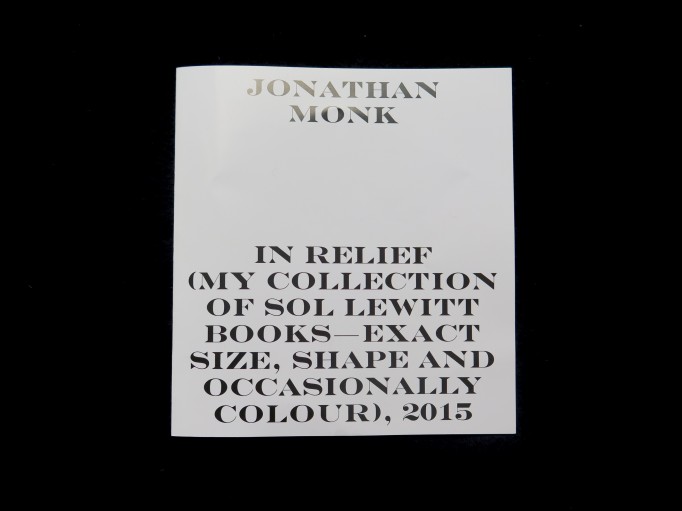 JONATHAN
MONK
IN RELIEF
(MY COLLECTION
OF SOL LEWITT
BOOKS—EXACT
SIZE, SHAPE AND
OCCASIONALLY
COLOUR), 2015